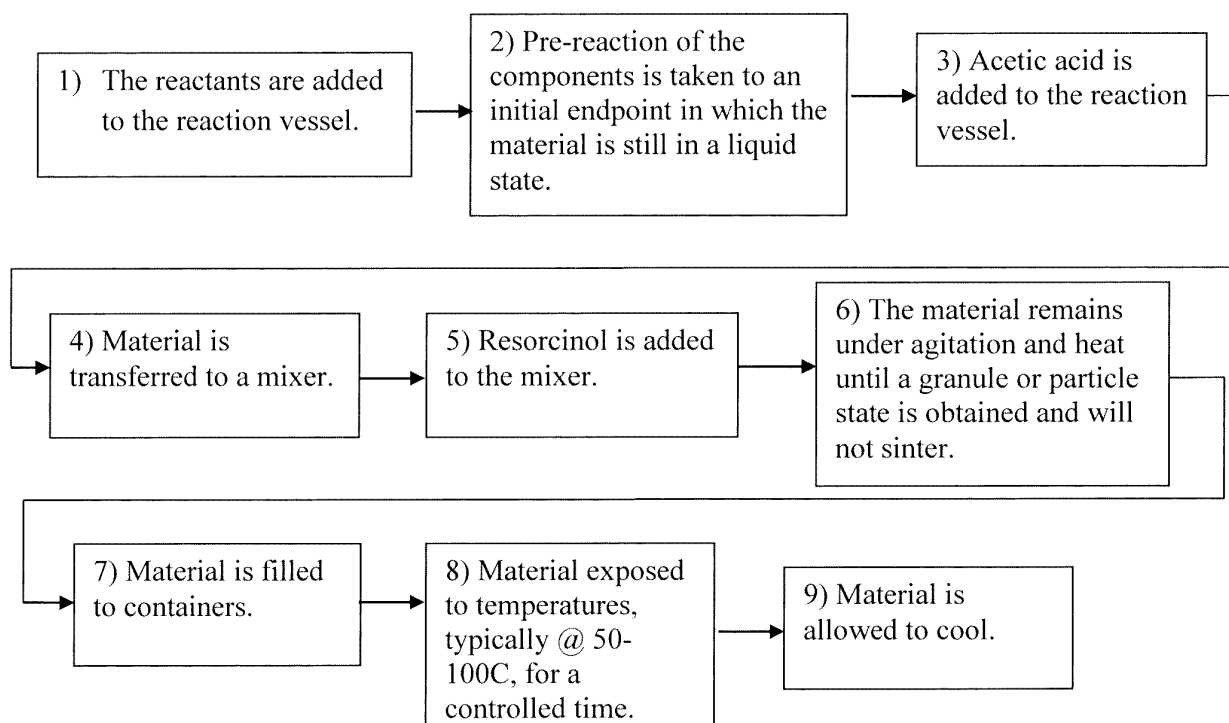 1) The reactants are added
to the reaction vessel.
2) Pre-reaction of the
components is taken to an
initial endpoint in which the
material is still in a liquid
state.
3) Acetic acid is
added to the reaction
vessel.
4) Material is
transferred to a mixer.
5) Resorcinol is added
to the mixer.
6) The material remains
under agitation and heat
until a granule or particle
state is obtained and will
not sinter.
7) Material is filled
to containers.
8) Material exposed
to temperatures,
typically @ 50-
100C, for a
controlled time.
9) Material is
allowed to cool.